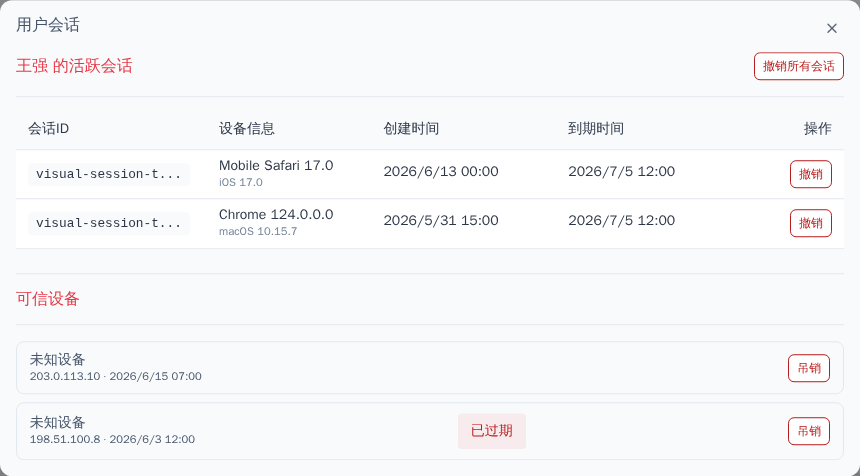 用户会话
王强 的活跃会话
撤销所有会话
会话ID 设备信息 创建时间 到期时间 操作
visual-session-t... Mobile Safari 17.0 2026/6/13 00:00 2026/7/5 12:00 撤销
iOS 17.0
visual-session-t... Chrome 124.0.0.0 2026/5/31 15:00 2026/7/5 12:00 撤销
macOS 10.15.7
可信设备
未知设备
203.0.113.10 · 2026/6/15 07:00
吊销
未知设备
198.51.100.8 · 2026/6/3 12:00
已过期
吊销